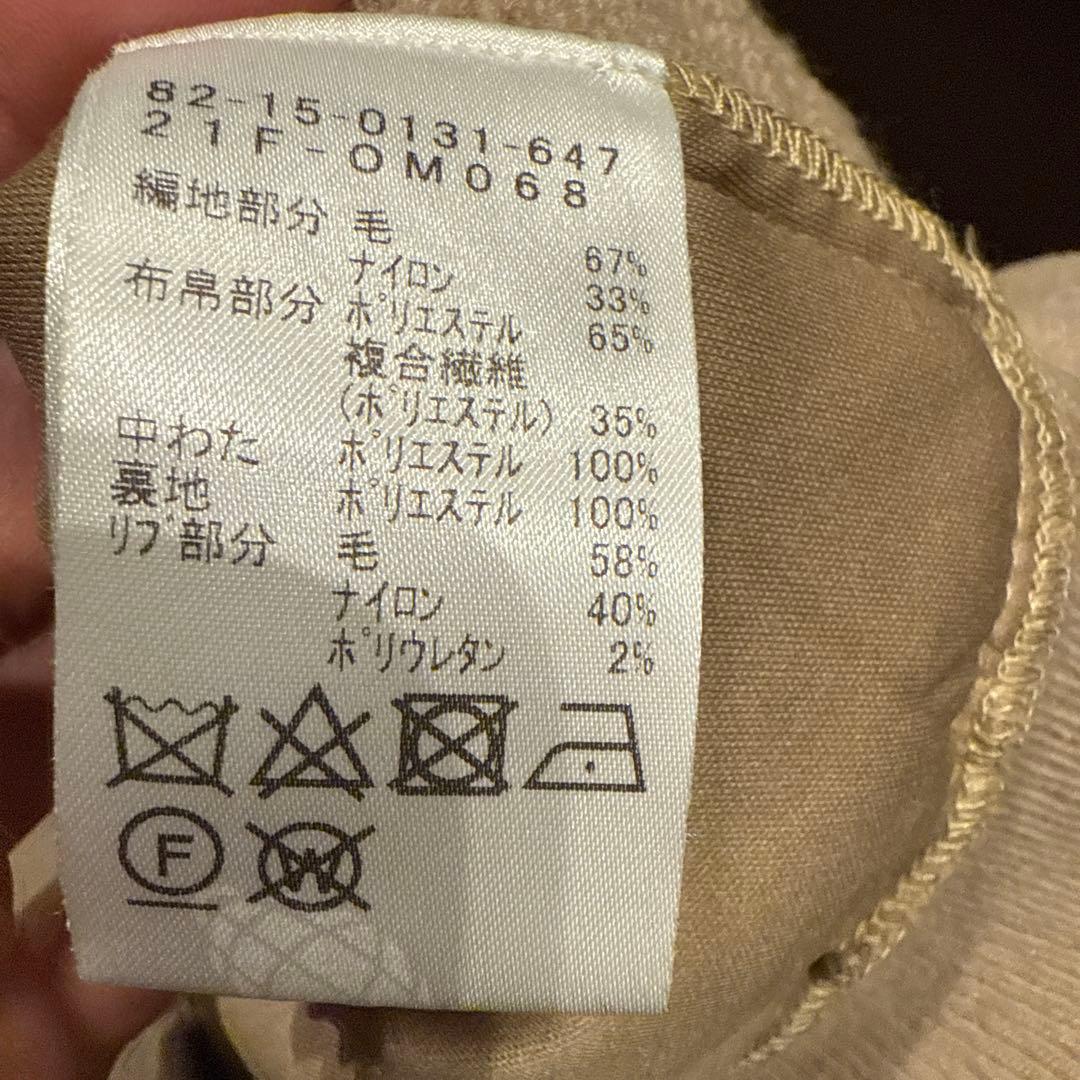 82-15-0131-647
21F-OM068
編地部分 毛 67%
ナイロン 33%
布帛部分 ポリエステル 65%
複合繊維
(ポリエステル) 35%
中わた ポリエステル 100%
裏地 ポリエステル 100%
リブ部分 毛 58%
ナイロン 40%
ポリウレタン 2%
F W